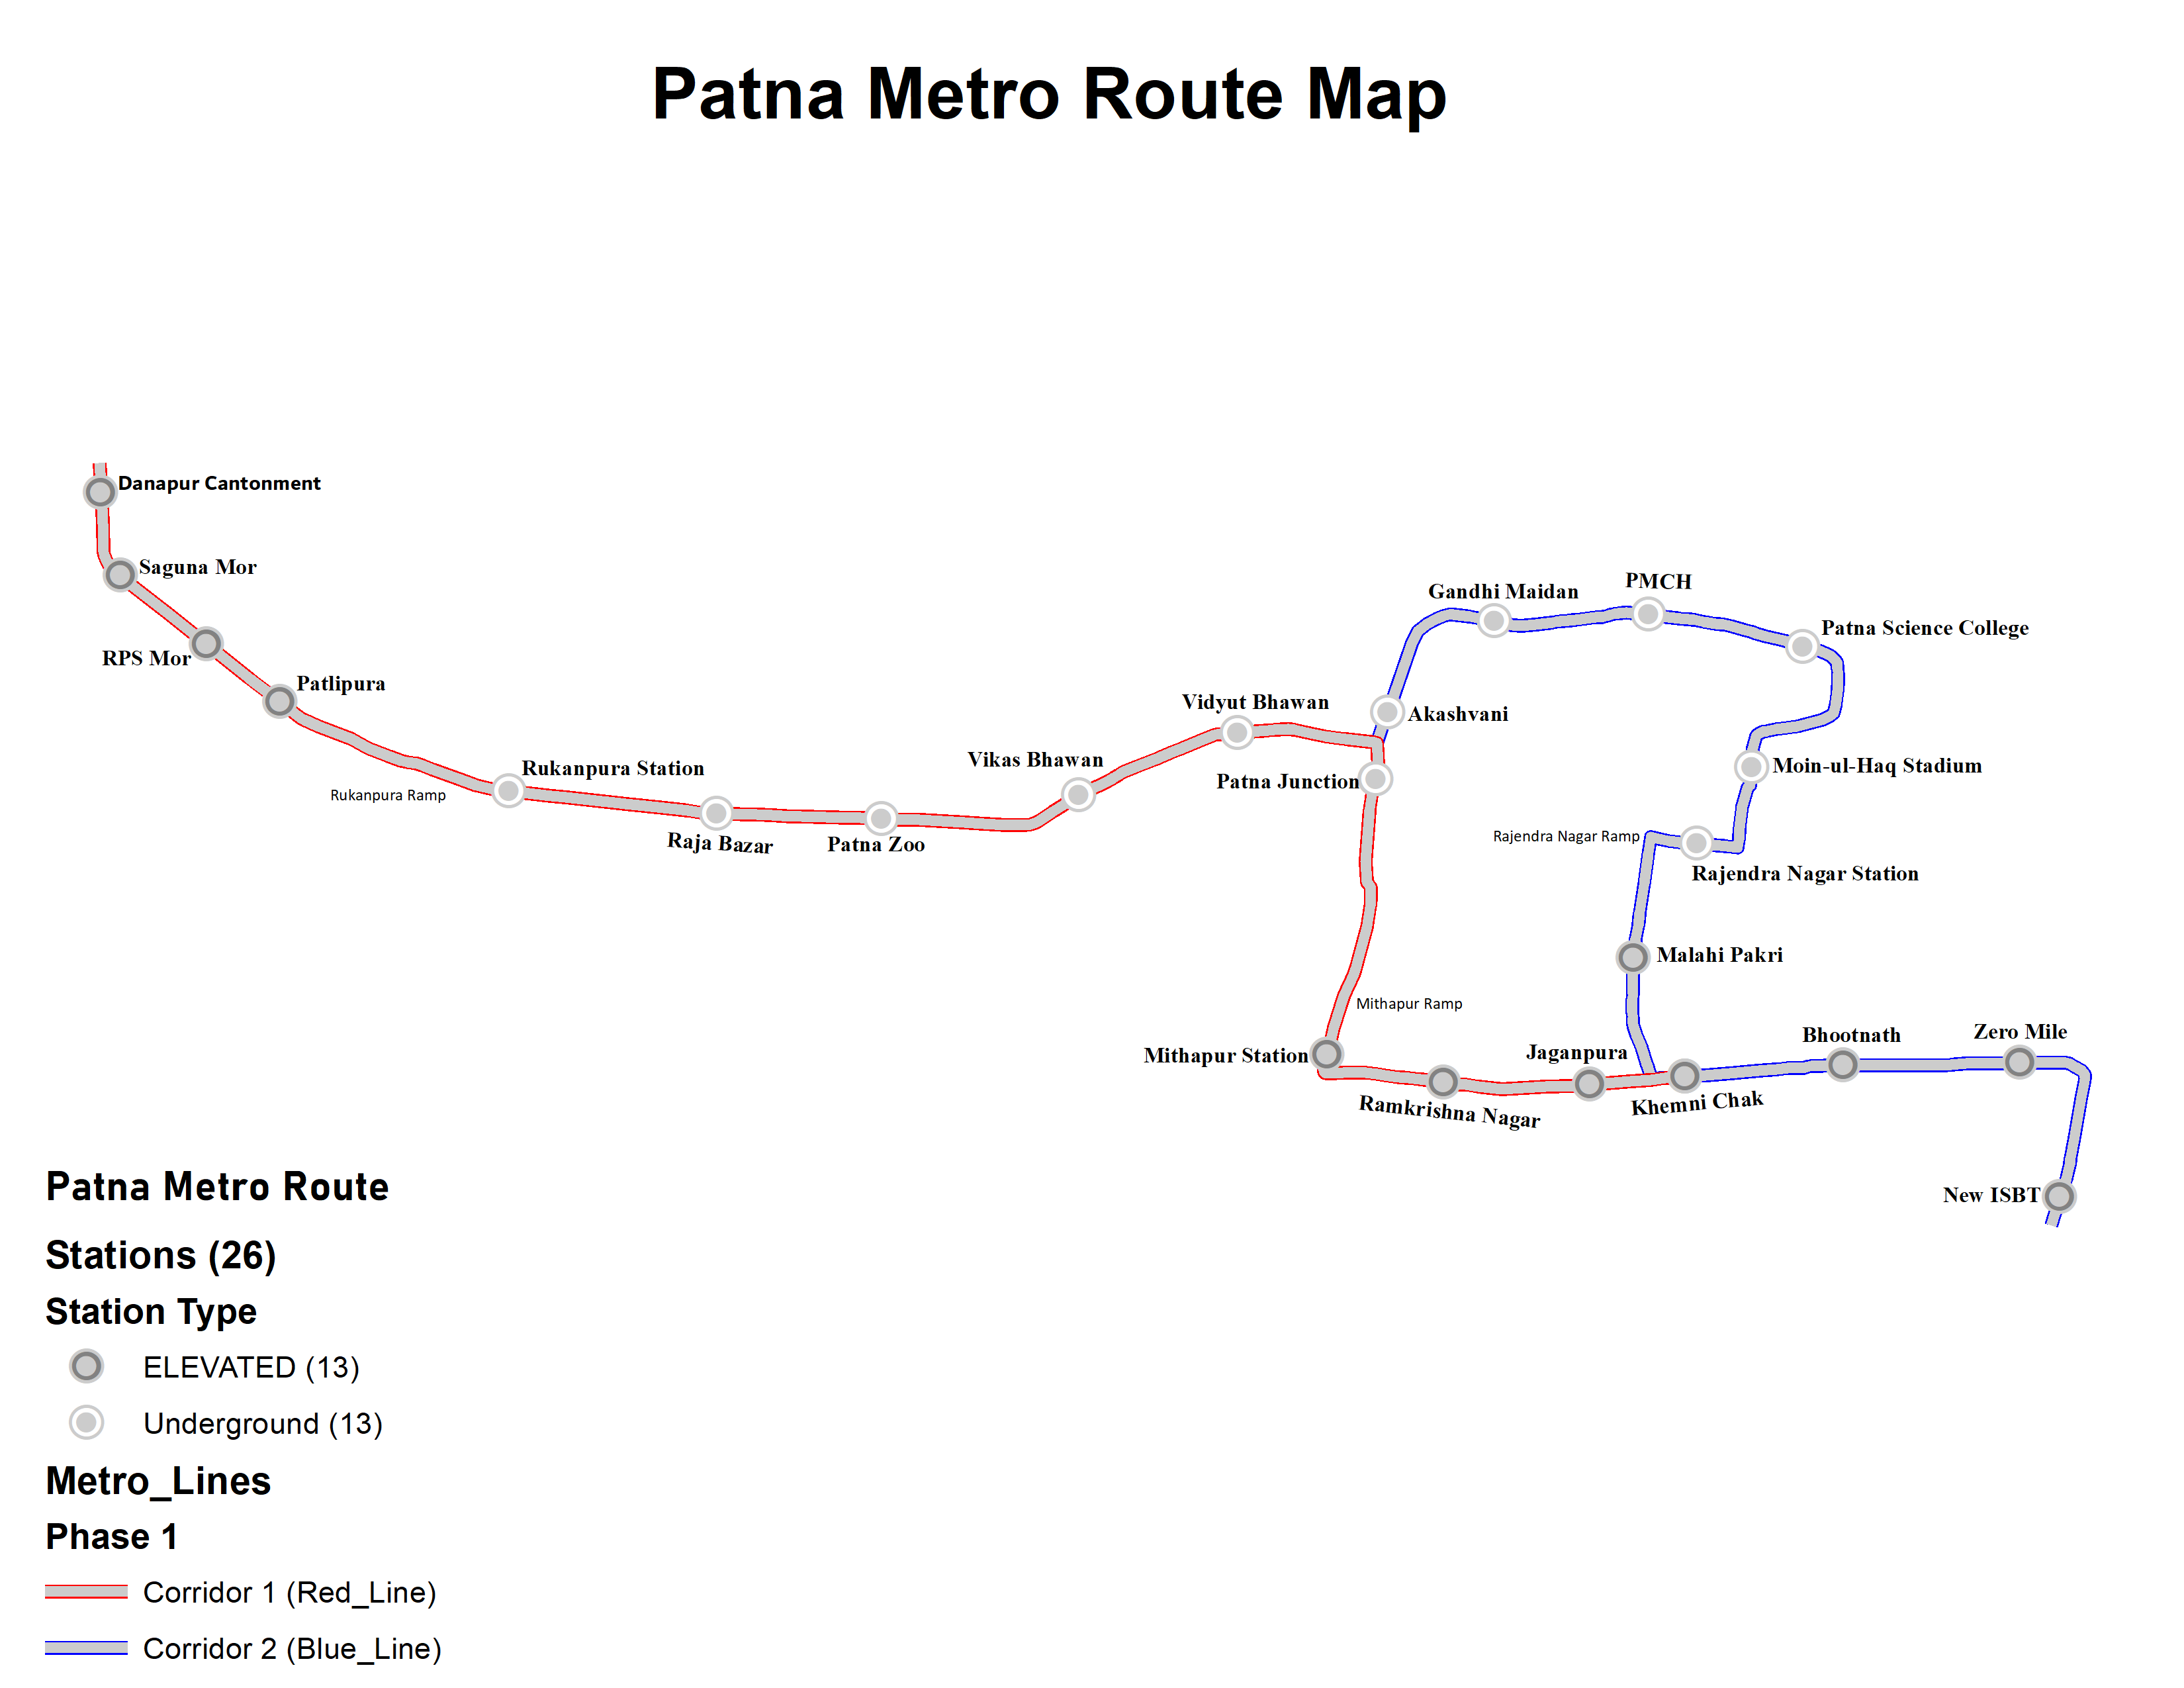 Patna Metro Route Map
Danapur Cantonment
Saguna Mor
RPS Mor
Patlipura
Rukanpura Station
Rukanpura Ramp
Raja Bazar
Patna Zoo
Vikas Bhawan
Vidyut Bhawan
Patna Junction
Akashvani
Gandhi Maidan
PMCH
Patna Science College
Moin-ul-Haq Stadium
Rajendra Nagar Ramp
Rajendra Nagar Station
Malahi Pakri
Mithapur Ramp
Mithapur Station
Ramkrishna Nagar
Jaganpura
Khemni Chak
Bhootnath
Zero Mile
New ISBT
Patna Metro Route
Stations (26)
Station Type
ELEVATED (13)
Underground (13)
Metro_Lines
Phase 1
Corridor 1 (Red_Line)
Corridor 2 (Blue_Line)